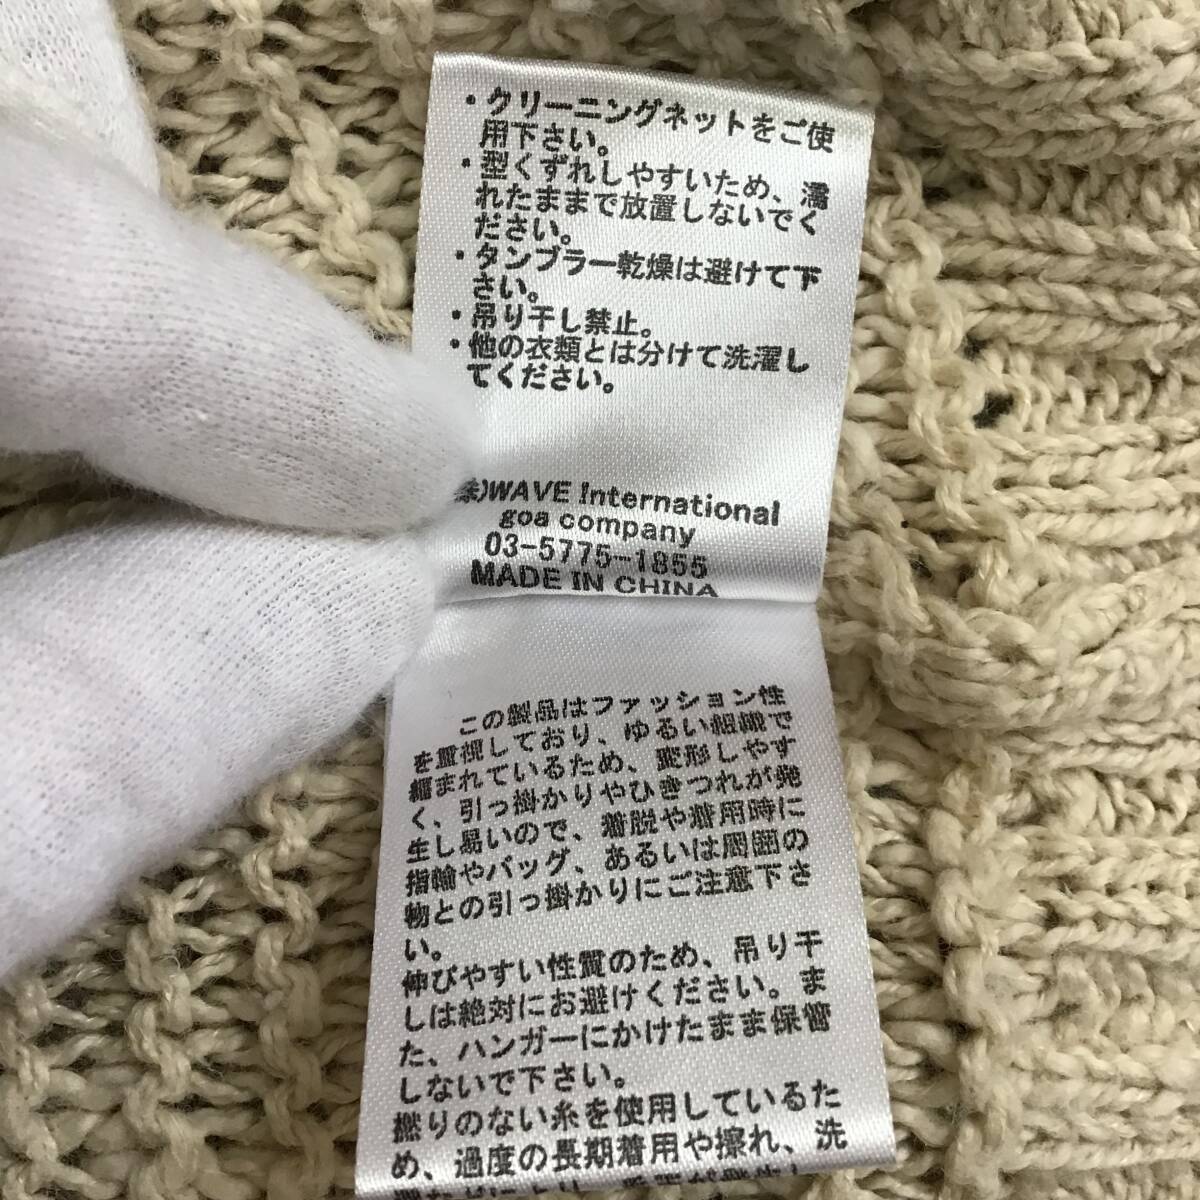 ・クリーニングネットをご使
用下さい。
・型くずれしやすいため、濡
れたままで放置しないでく
ださい。
・タンブラー乾燥は避けて下
さい。
・吊り干し禁止。
・他の衣類とは分けて洗濯し
てください。
株)WAVE International
goa company
03-5775-1855
MADE IN CHINA
この製品はファッション性
を重視しており、ゆるい組織で
編まれているため、変形しやす
く、引っ掛かりやひきつれが発
生し易いので、着脱や着用時に
指輪やバッグ、あるいは周囲の
物との引っ掛かりにご注意下さ
い。
伸びやすい性質のため、吊り干
しは絶対にお避けください。ま
た、ハンガーにかけたまま保管
しないで下さい。
撚りのない糸を使用しているた
め、過度の長期着用や擦れ、洗